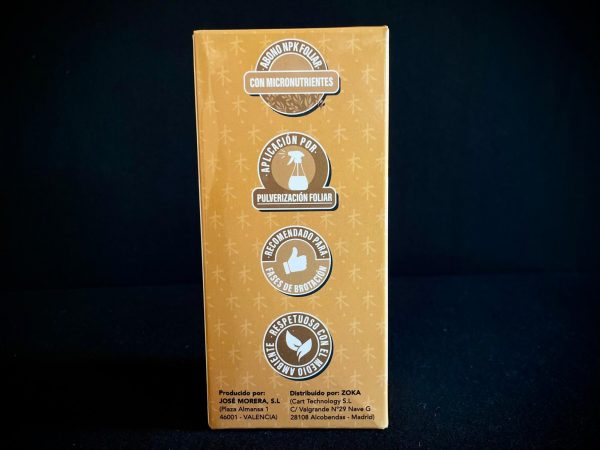 · ABONO NPK FOLIAR ·
CON MICRONUTRIENTES
· APLICACIÓN POR ·
PULVERIZACIÓN FOLIAR
· RECOMENDADO PARA ·
FASES DE BROTACIÓN
· RESPETUOSO CON EL MEDIO AMBIENTE
Producido por:
JOSÉ MORERA, S.L
(Plaza Almansa 1
46001 - VALENCIA)
Distribuido por: ZOKA
(Cart Technology S.L
C/ Valgrande Nº29 Nave G
28108 Alcobendas - Madrid)